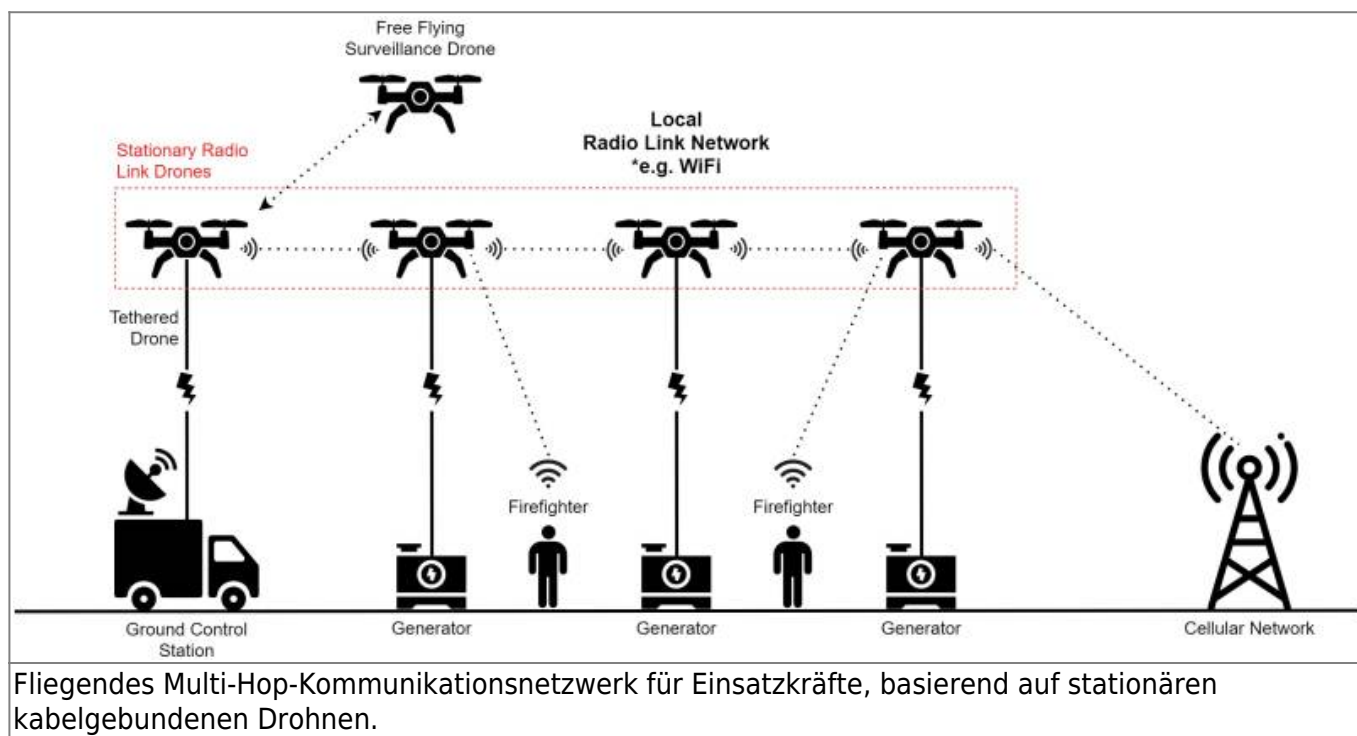 Free Flying
Surveillance Drone
Local
Radio Link Network
*e.g. WiFi
Stationary Radio
Link Drones
Tethered
Drone
Firefighter
Firefighter
Ground Control
Station
Generator
Generator
Generator
Cellular Network
Fliegendes Multi-Hop-Kommunikationsnetzwerk für Einsatzkräfte, basierend auf stationären
kabelgebundenen Drohnen.